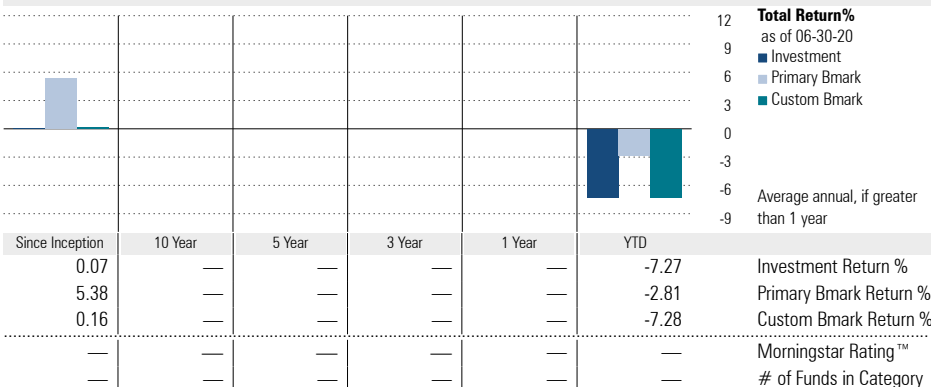 12
9
6
3
0
-3
-6
-9
Total Return%
as of 06-30-20
Investment
Primary Bmark
Custom Bmark
Average annual, if greater
than 1 year
Since Inception 10 Year 5 Year 3 Year 1 Year YTD
0.07 — — — — -7.27 Investment Return %
5.38 — — — — -2.81 Primary Bmark Return %
0.16 — — — — -7.28 Custom Bmark Return %
— — — — — — Morningstar Rating™
— — — — — — # of Funds in Category